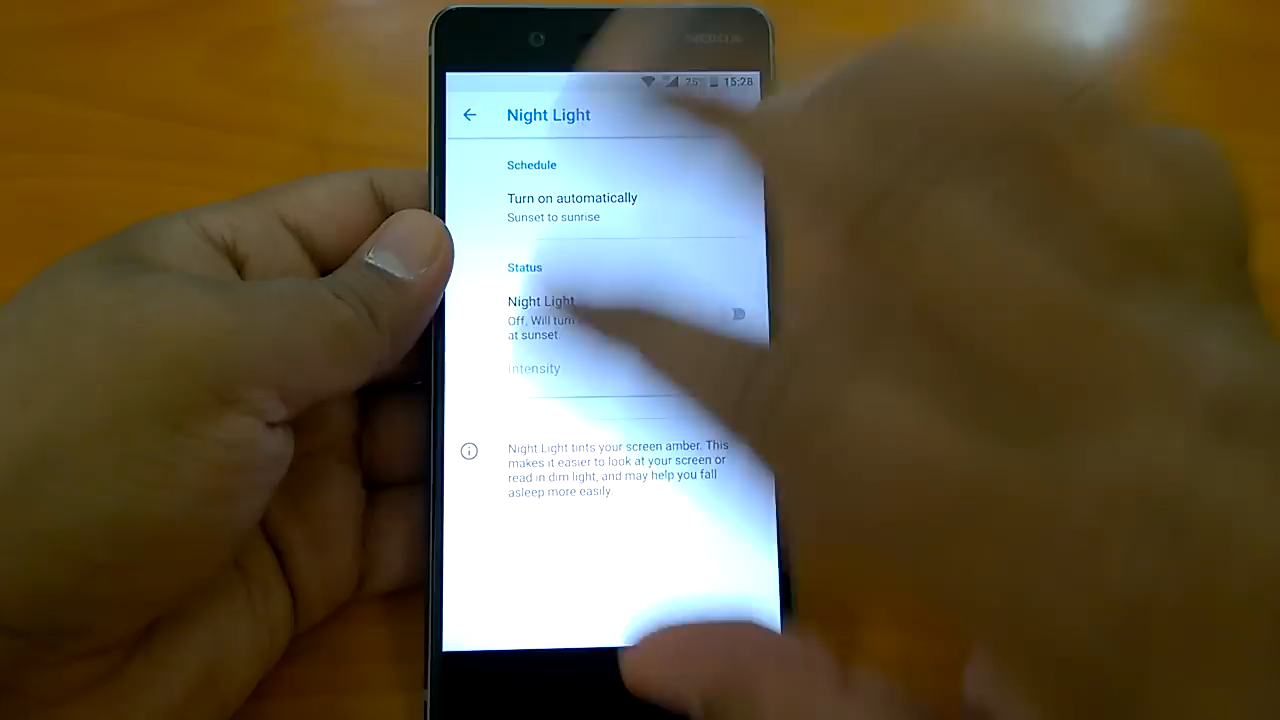 NOKIA
75% 15:28
Night Light
Schedule
Turn on automatically
Sunset to sunrise
Status
Night Light
Off. Will turn
at sunset.
Intensity
Night Light tints your screen amber. This
makes it easier to look at your screen or
read in dim light, and may help you fall
asleep more easily.